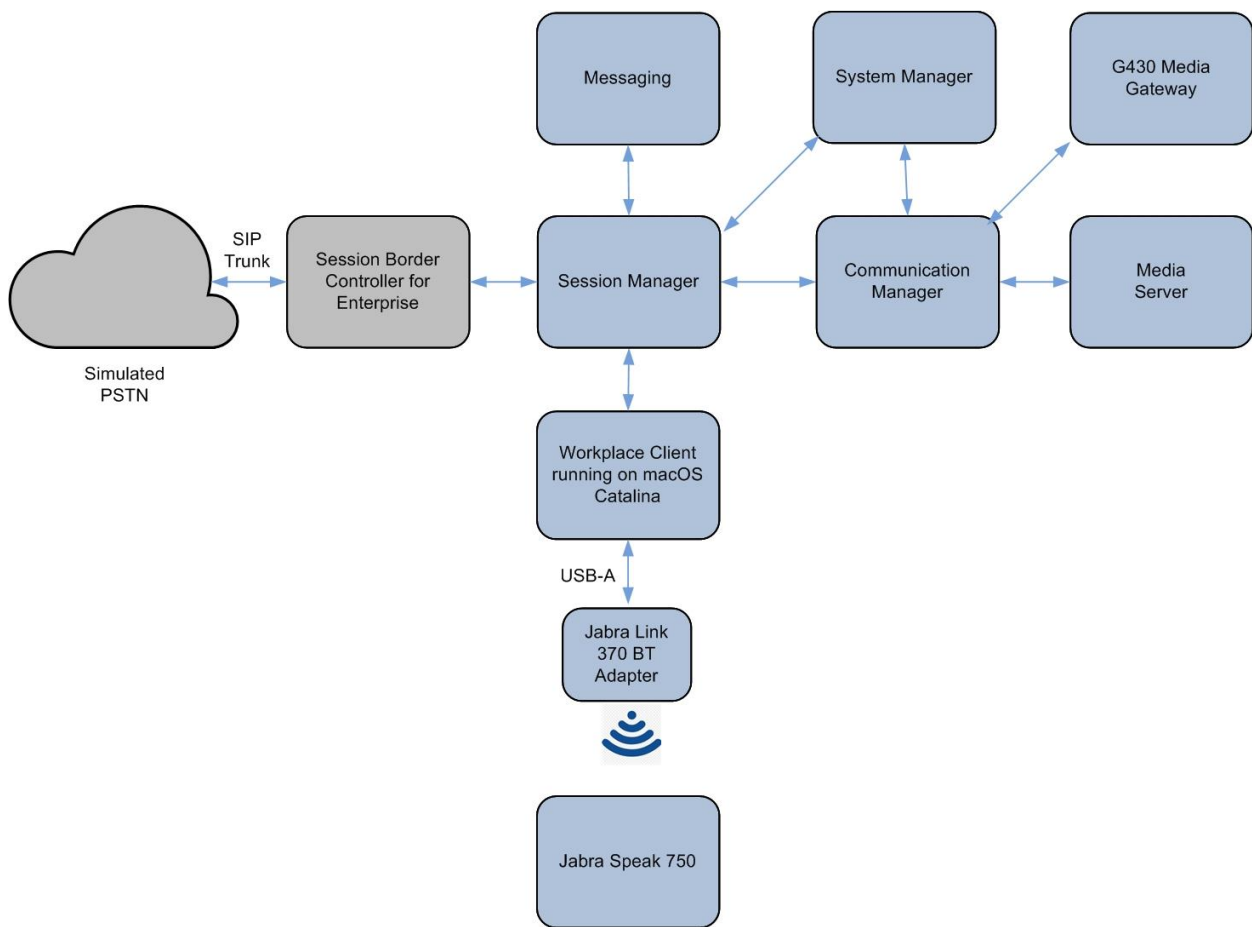 Messaging
System Manager
G430 Media
Gateway
SIP
Trunk
Session Border
Controller for
Enterprise
Session Manager
Communication
Manager
Media
Server
Simulated
PSTN
Workplace Client
running on macOS
Catalina
USB-A
Jabra Link
370 BT
Adapter
Jabra Speak 750